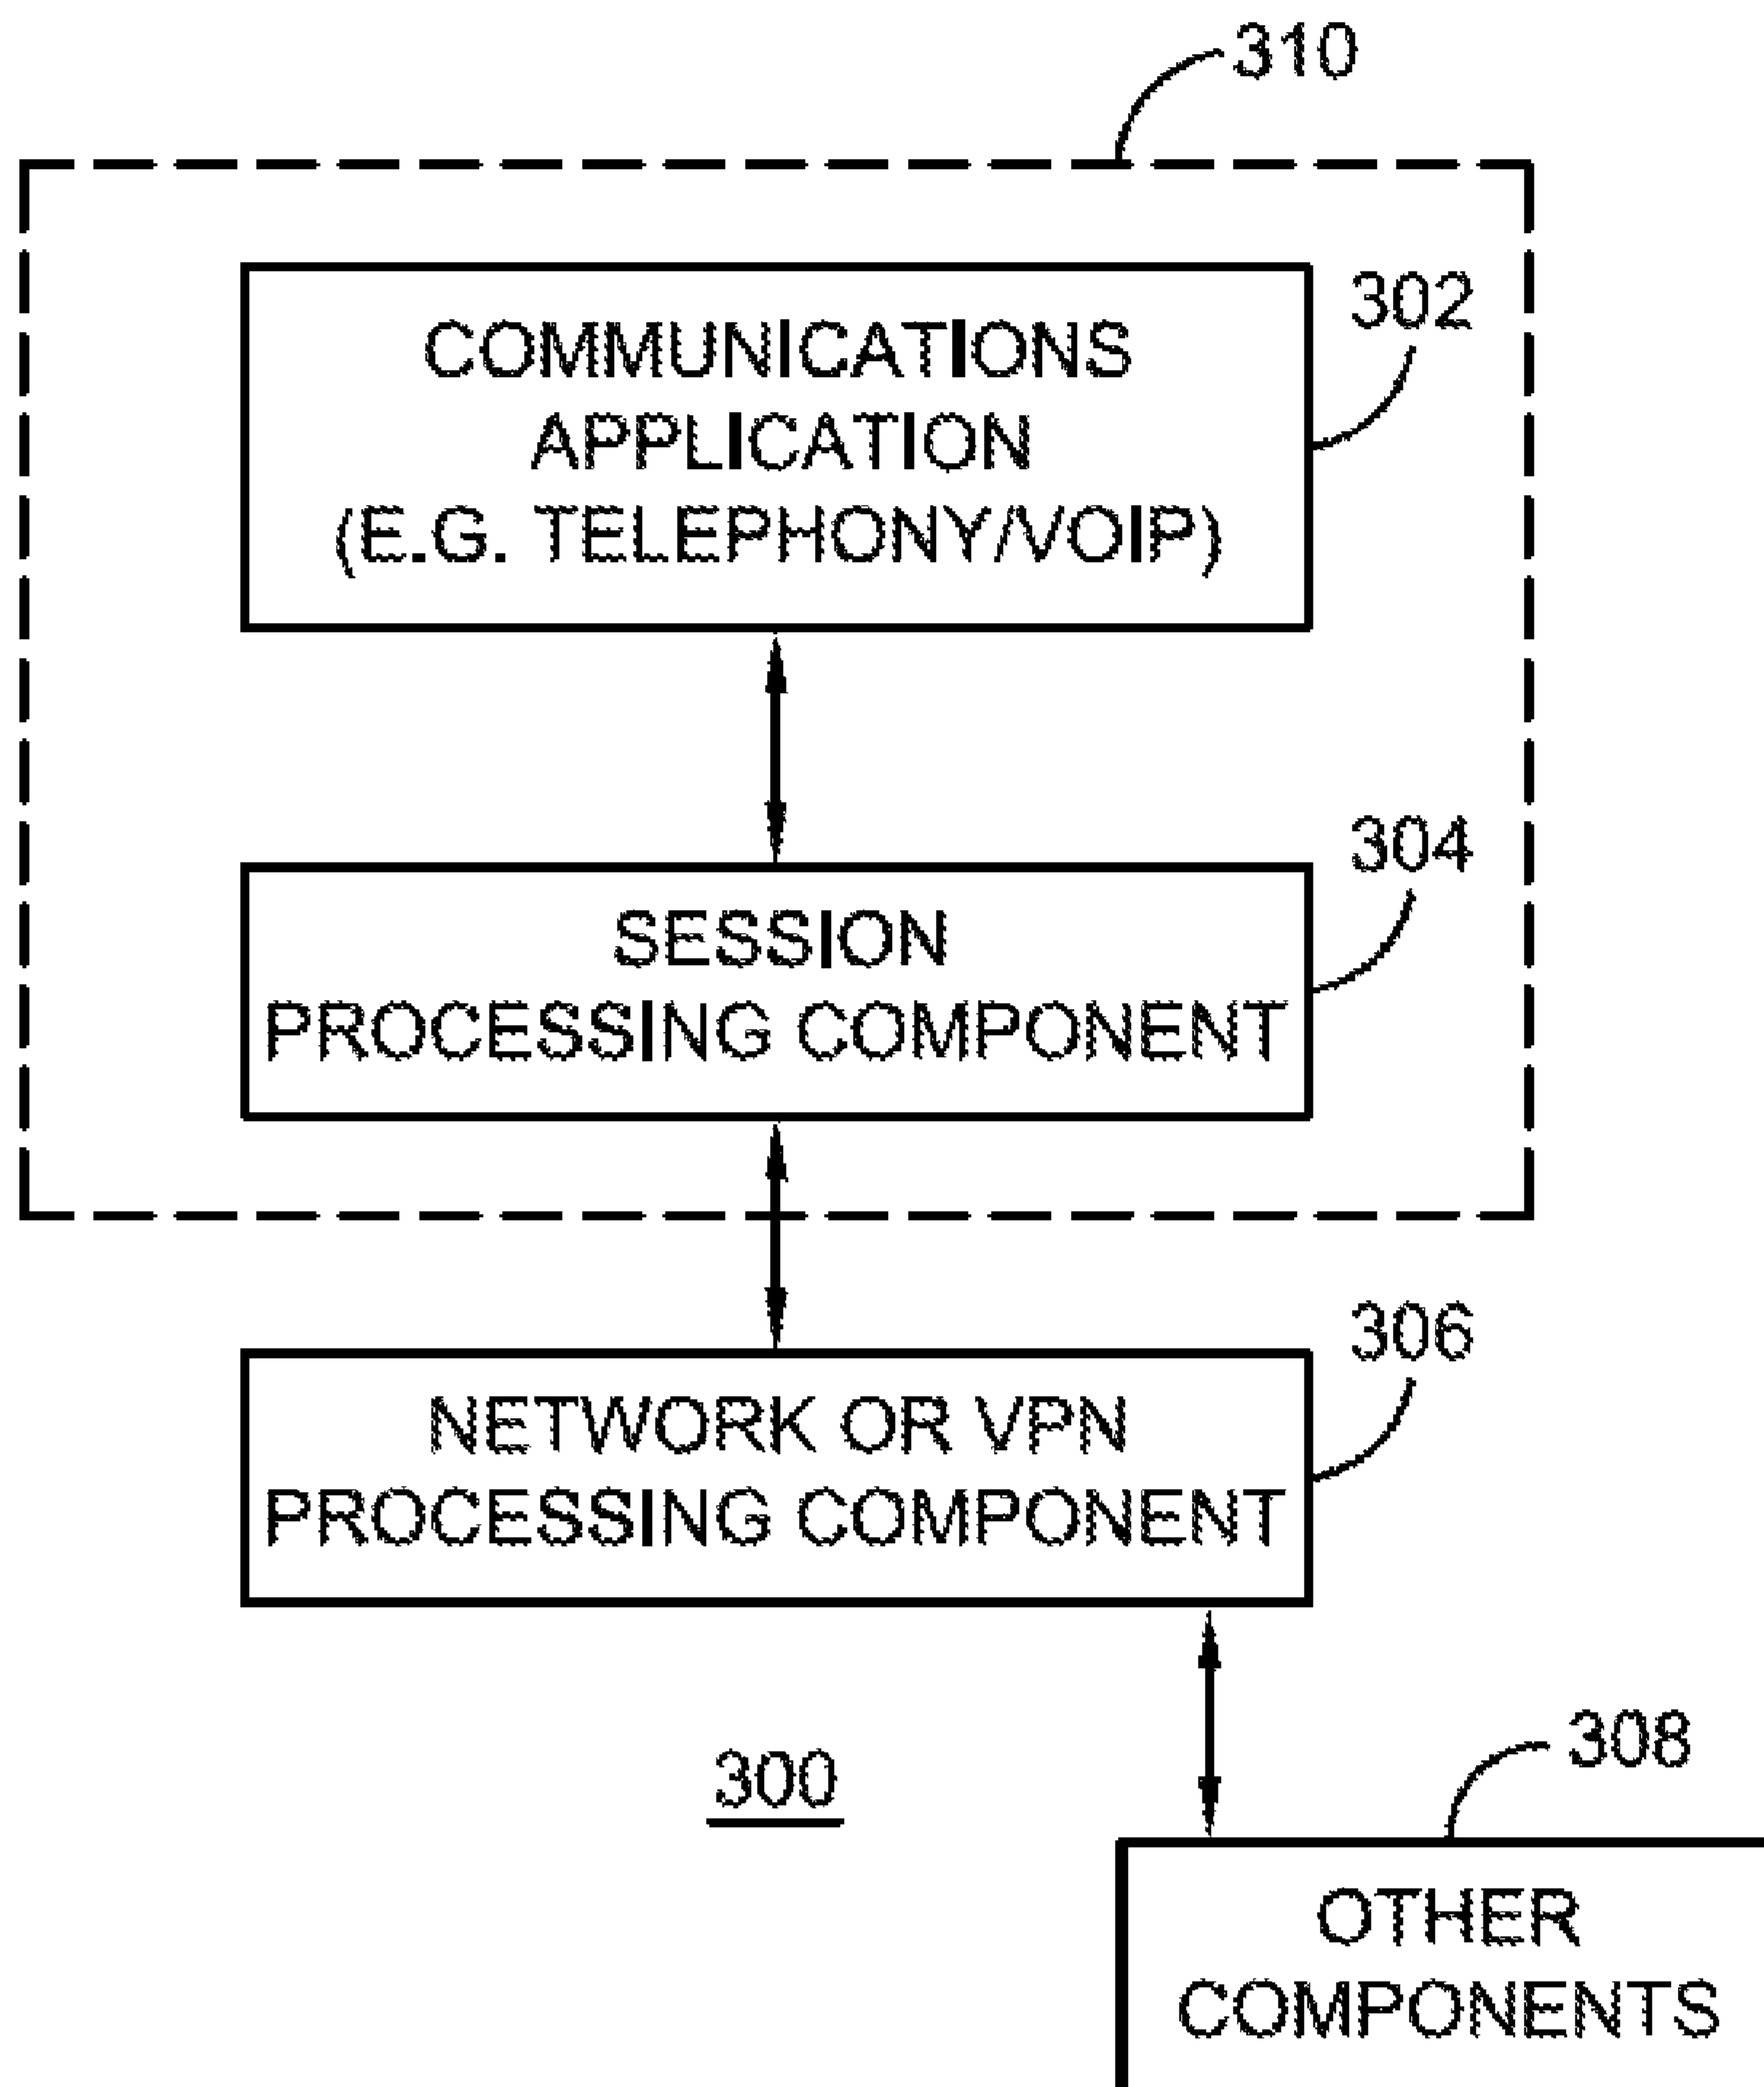 310
COMMUNICATIONS
APPLICATION
(E.G. TELEPHONY/VOIP)
302
SESSION
PROCESSING COMPONENT
304
NETWORK OR VPN
PROCESSING COMPONENT
306
300
308
OTHER
COMPONENTS